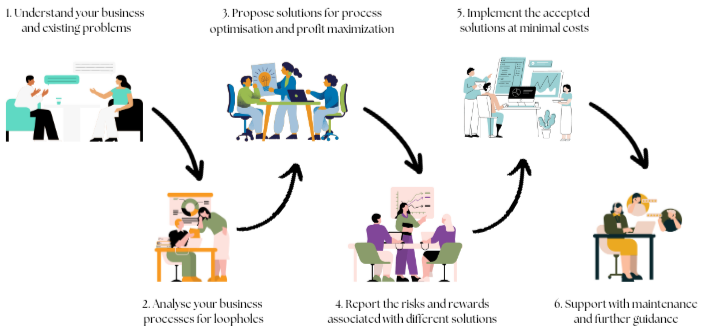 1. Understand your business
and existing problems
2. Analyse your business
processes for loopholes
3. Propose solutions for process
optimisation and profit maximization
4. Report the risks and rewards
associated with different solutions
5. Implement the accepted
solutions at minimal costs
6. Support with maintenance
and further guidance